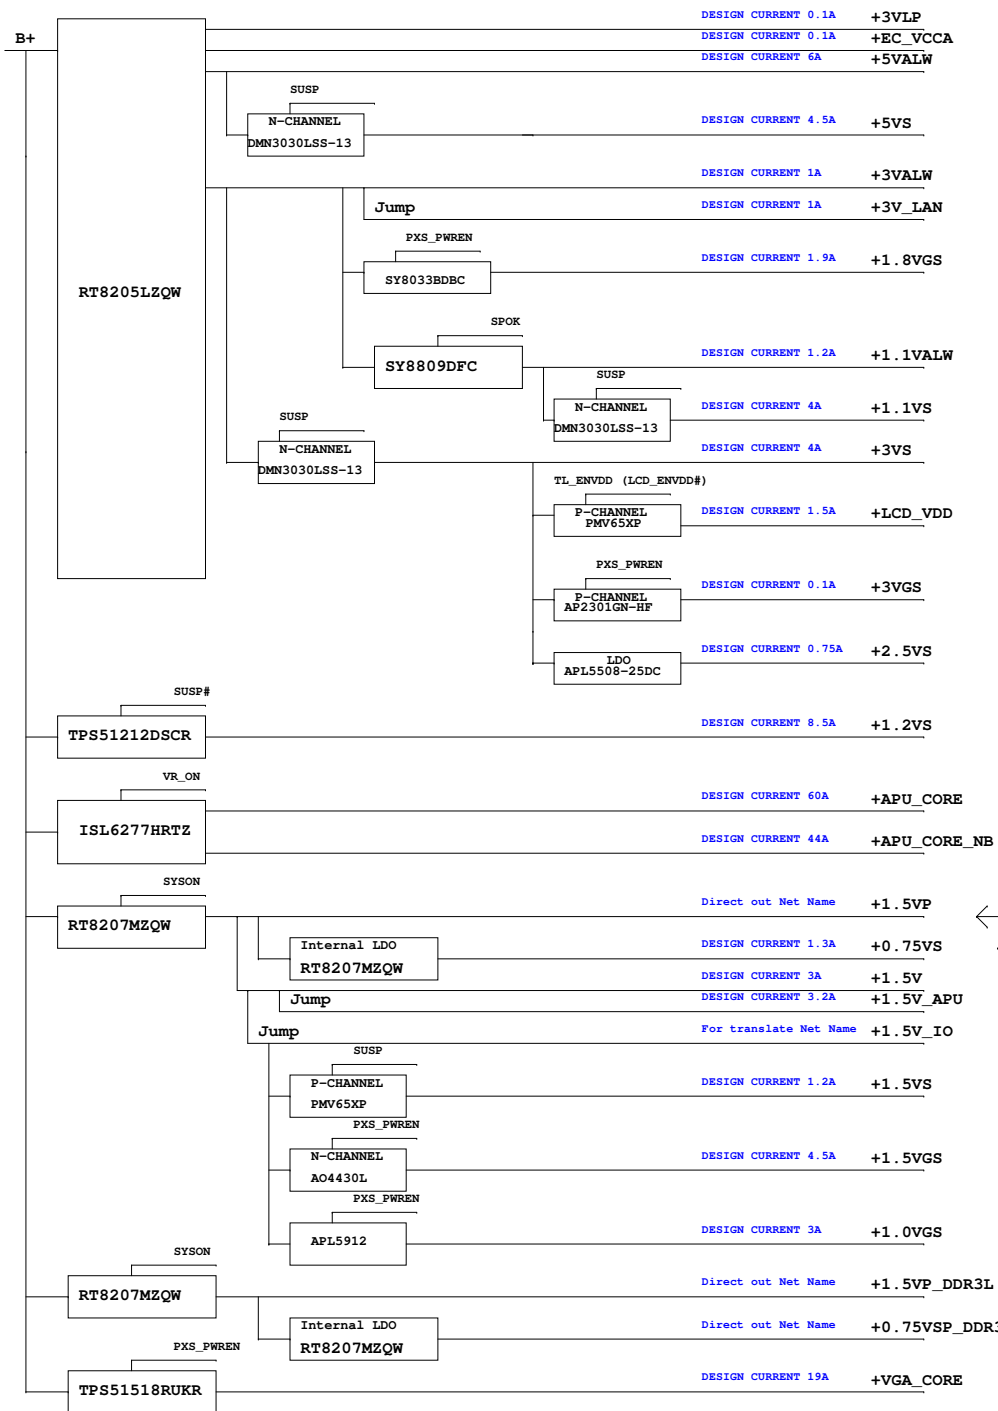 DESIGN CURRENT 0.1A +3VLP
B+
DESIGN CURRENT 0.1A +EC_VCCA
DESIGN CURRENT 6A +5VALW
SUSP
N-CHANNEL
DMN3030LSS-13
DESIGN CURRENT 4.5A +5VS
DESIGN CURRENT 1A +3VALW
Jump
DESIGN CURRENT 1A +3V_LAN
PXS_PWREN
SY8033BDBC
DESIGN CURRENT 1.9A +1.8VGS
RT8205LZQW
SPOK
SY8809DFC
DESIGN CURRENT 1.2A +1.1VALW
SUSP
N-CHANNEL
DMN3030LSS-13
DESIGN CURRENT 4A +1.1VS
SUSP
N-CHANNEL
DMN3030LSS-13
DESIGN CURRENT 4A +3VS
TL_ENVDD (LCD_ENVDD#)
P-CHANNEL
PMV65XP
DESIGN CURRENT 1.5A +LCD_VDD
PXS_PWREN
P-CHANNEL
AP2301GN-HF
DESIGN CURRENT 0.1A +3VGS
LDO
APL5508-25DC
DESIGN CURRENT 0.75A +2.5VS
SUSP#
TPS51212DSCR
DESIGN CURRENT 8.5A +1.2VS
VR_ON
ISL6277HRTZ
DESIGN CURRENT 60A +APU_CORE
DESIGN CURRENT 44A +APU_CORE_NB
SYSON
RT8207MZQW
Direct out Net Name +1.5VP
Internal LDO
RT8207MZQW
DESIGN CURRENT 1.3A +0.75VS
DESIGN CURRENT 3A +1.5V
Jump
DESIGN CURRENT 3.2A +1.5V_APU
Jump
For translate Net Name +1.5V_IO
SUSP
P-CHANNEL
PMV65XP
DESIGN CURRENT 1.2A +1.5VS
PXS_PWREN
N-CHANNEL
AO4430L
DESIGN CURRENT 4.5A +1.5VGS
PXS_PWREN
APL5912
DESIGN CURRENT 3A +1.0VGS
SYSON
RT8207MZQW
Direct out Net Name +1.5VP_DDR3L
Internal LDO
RT8207MZQW
Direct out Net Name +0.75VSP_DDR3
PXS_PWREN
TPS51518RUKR
DESIGN CURRENT 19A +VGA_CORE